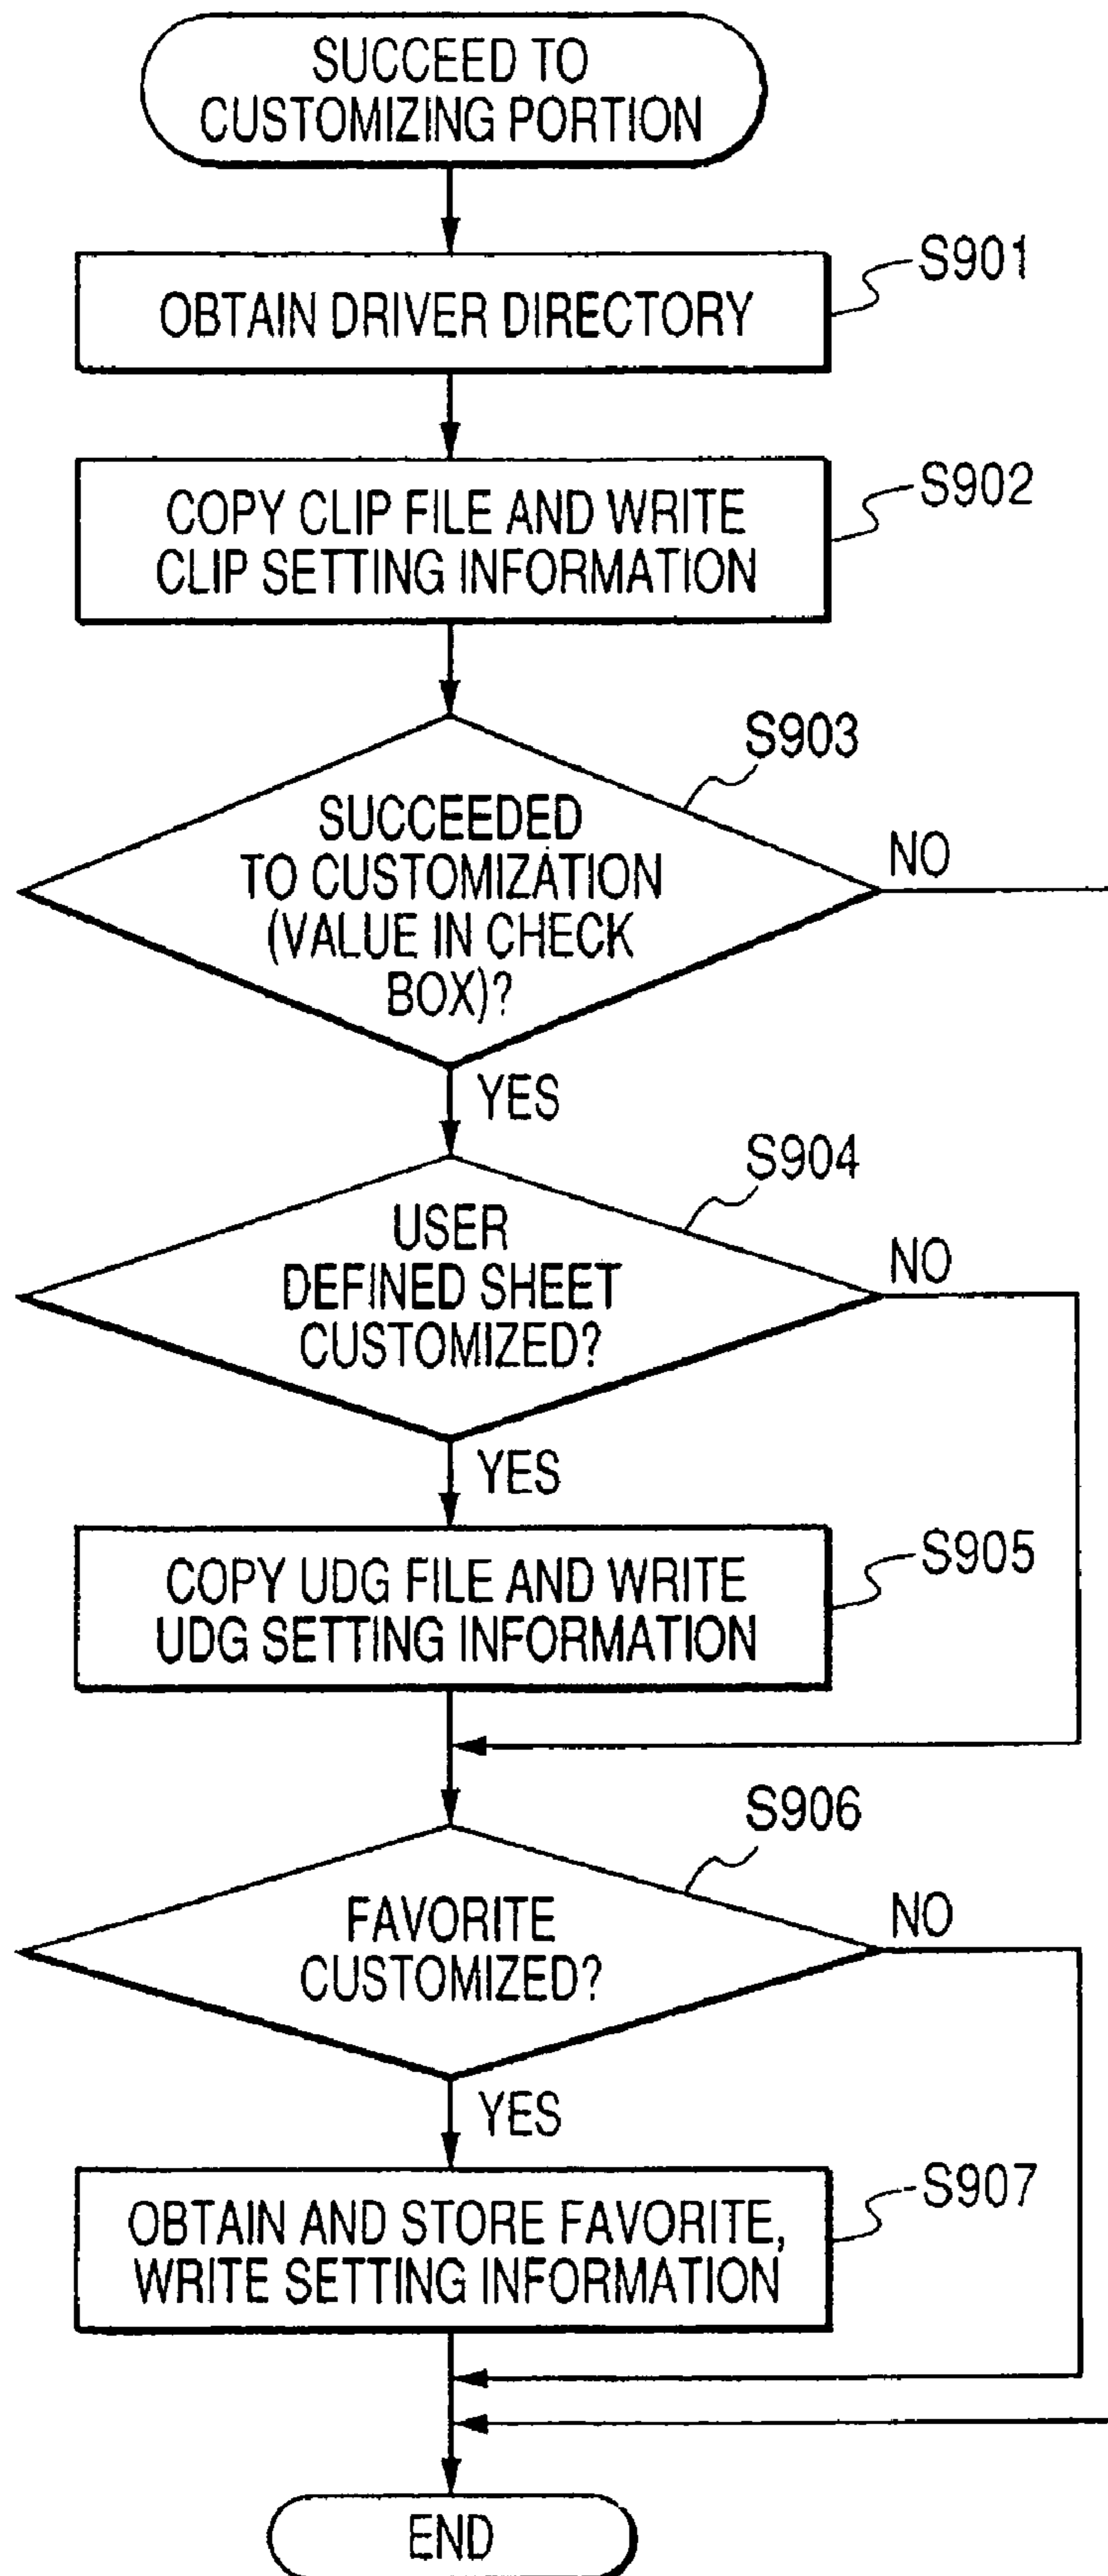 SUCCEED TO
CUSTOMIZING PORTION
S901
OBTAIN DRIVER DIRECTORY
S902
COPY CLIP FILE AND WRITE
CLIP SETTING INFORMATION
S903
SUCCEEDED
TO CUSTOMIZATION
(VALUE IN CHECK
BOX)?
NO
YES
S904
USER
DEFINED SHEET
CUSTOMIZED?
NO
YES
S905
COPY UDG FILE AND WRITE
UDG SETTING INFORMATION
S906
FAVORITE
CUSTOMIZED?
NO
YES
S907
OBTAIN AND STORE FAVORITE,
WRITE SETTING INFORMATION
END